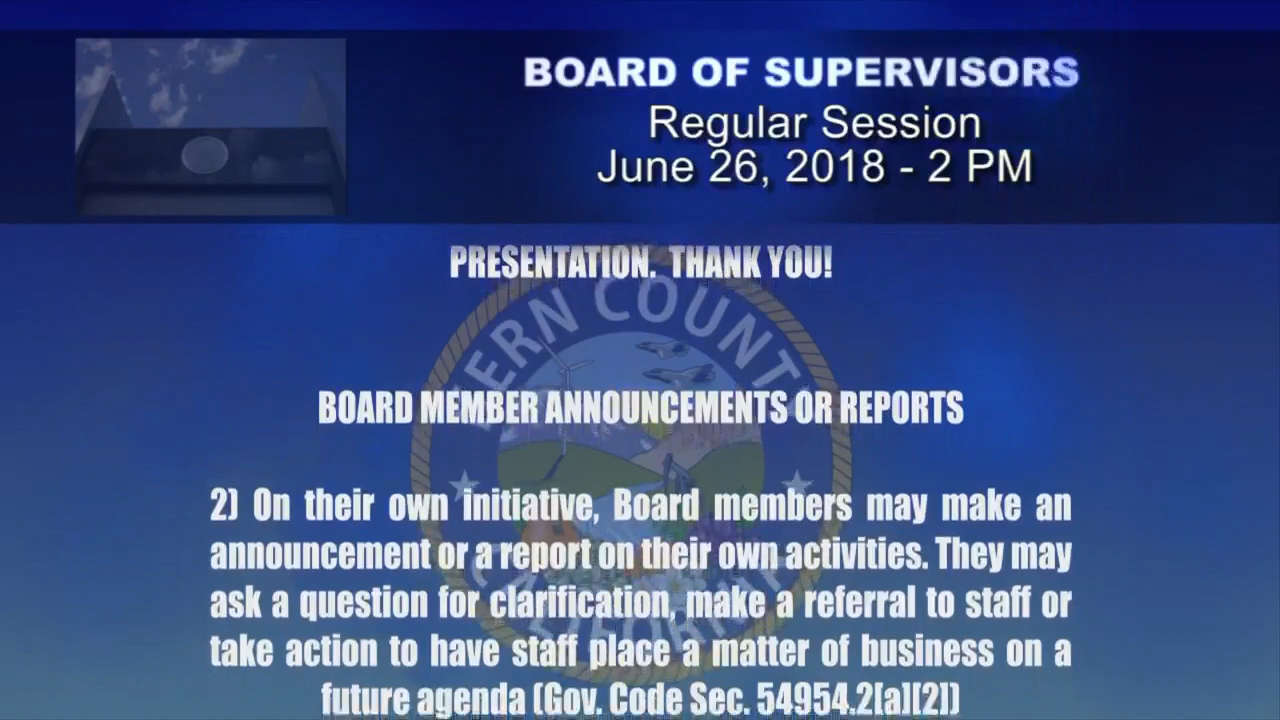 BOARD OF SUPERVISORS
Regular Session
June 26, 2018 - 2 PM
PRESENTATION. THANK YOU!
KERN COUNTY
BOARD MEMBER ANNOUNCEMENTS OR REPORTS
2) On their own initiative, Board members may make an
announcement or a report on their own activities. They may
ask a question for clarification, make a referral to staff or
take action to have staff place a matter of business on a
future agenda (Gov. Code Sec. 54954.2[a][2])
CALIFORNIA